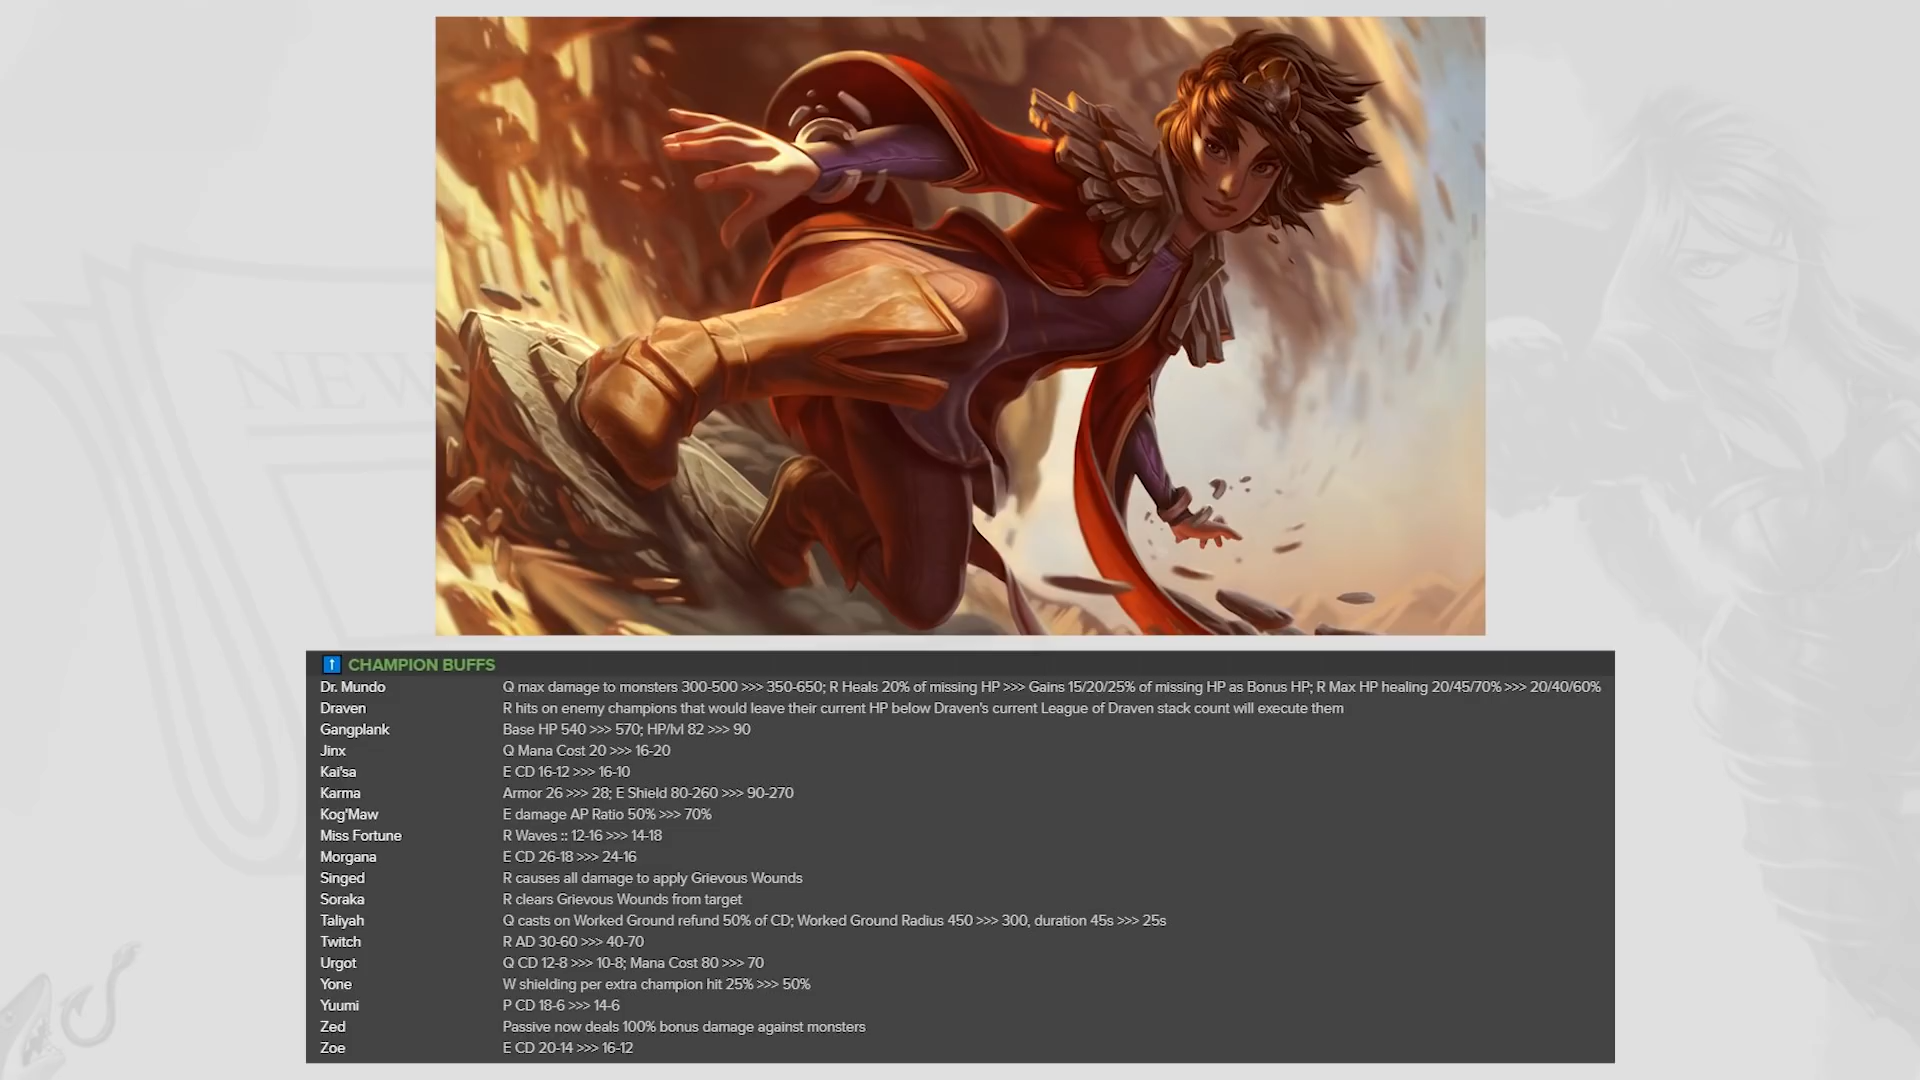 NEW
↑ CHAMPION BUFFS
Dr. Mundo Q max damage to monsters 300-500 >>> 350-650; R Heals 20% of missing HP >>> Gains 15/20/25% of missing HP as Bonus HP; R Max HP healing 20/45/70% >>> 20/40/60%
Draven R hits on enemy champions that would leave their current HP below Draven's current League of Draven stack count will execute them
Gangplank Base HP 540 >>> 570; HP/lvl 82 >>> 90
Jinx Q Mana Cost 20 >>> 16-20
Kai'sa E CD 16-12 >>> 16-10
Karma Armor 26 >>> 28; E Shield 80-260 >>> 90-270
Kog'Maw E damage AP Ratio 50% >>> 70%
Miss Fortune R Waves :: 12-16 >>> 14-18
Morgana E CD 26-18 >>> 24-16
Singed R causes all damage to apply Grievous Wounds
Soraka R clears Grievous Wounds from target
Taliyah Q casts on Worked Ground refund 50% of CD; Worked Ground Radius 450 >>> 300, duration 45s >>> 25s
Twitch R AD 30-60 >>> 40-70
Urgot Q CD 12-8 >>> 10-8; Mana Cost 80 >>> 70
Yone W shielding per extra champion hit 25% >>> 50%
Yuumi P CD 18-6 >>> 14-6
Zed Passive now deals 100% bonus damage against monsters
Zoe E CD 20-14 >>> 16-12